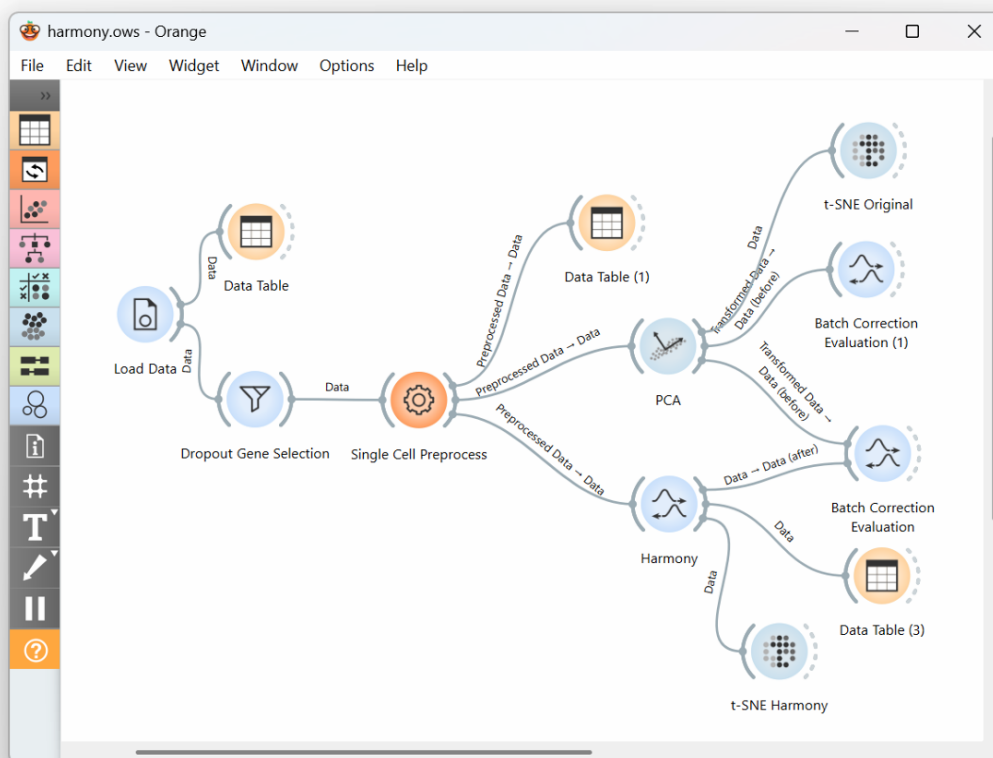 harmony.ows - Orange
File Edit View Widget Window Options Help
t-SNE Original
Data
Transformed Data →
Data (before)
Data Table (1)
Preprocessed Data → Data
Data Table
Data
Batch Correction
Evaluation (1)
Load Data
Data
Preprocessed Data → Data
PCA
Transformed Data →
Data (before)
Data
Dropout Gene Selection
Single Cell Preprocess
Preprocessed Data → Data
Data → Data (after)
Batch Correction
Evaluation
Harmony
Data
Data
Data Table (3)
t-SNE Harmony
T